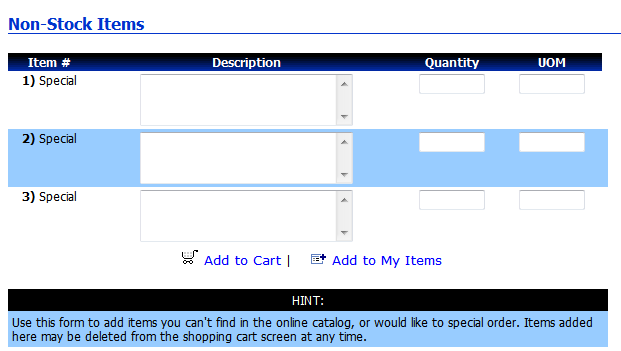 Non-Stock Items
Item # Description Quantity UOM
1) Special
2) Special
3) Special
Add to Cart | Add to My Items
HINT:
Use this form to add items you can't find in the online catalog, or would like to special order. Items added
here may be deleted from the shopping cart screen at any time.